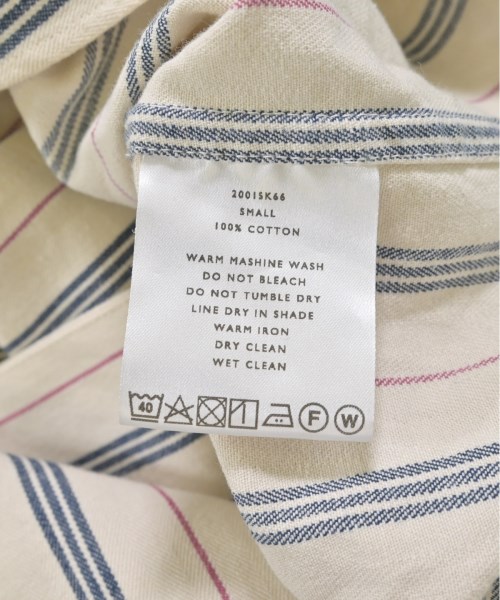 2001SK66
SMALL
100% COTTON
WARM MASHINE WASH
DO NOT BLEACH
DO NOT TUMBLE DRY
LINE DRY IN SHADE
WARM IRON
DRY CLEAN
WET CLEAN
40 F W